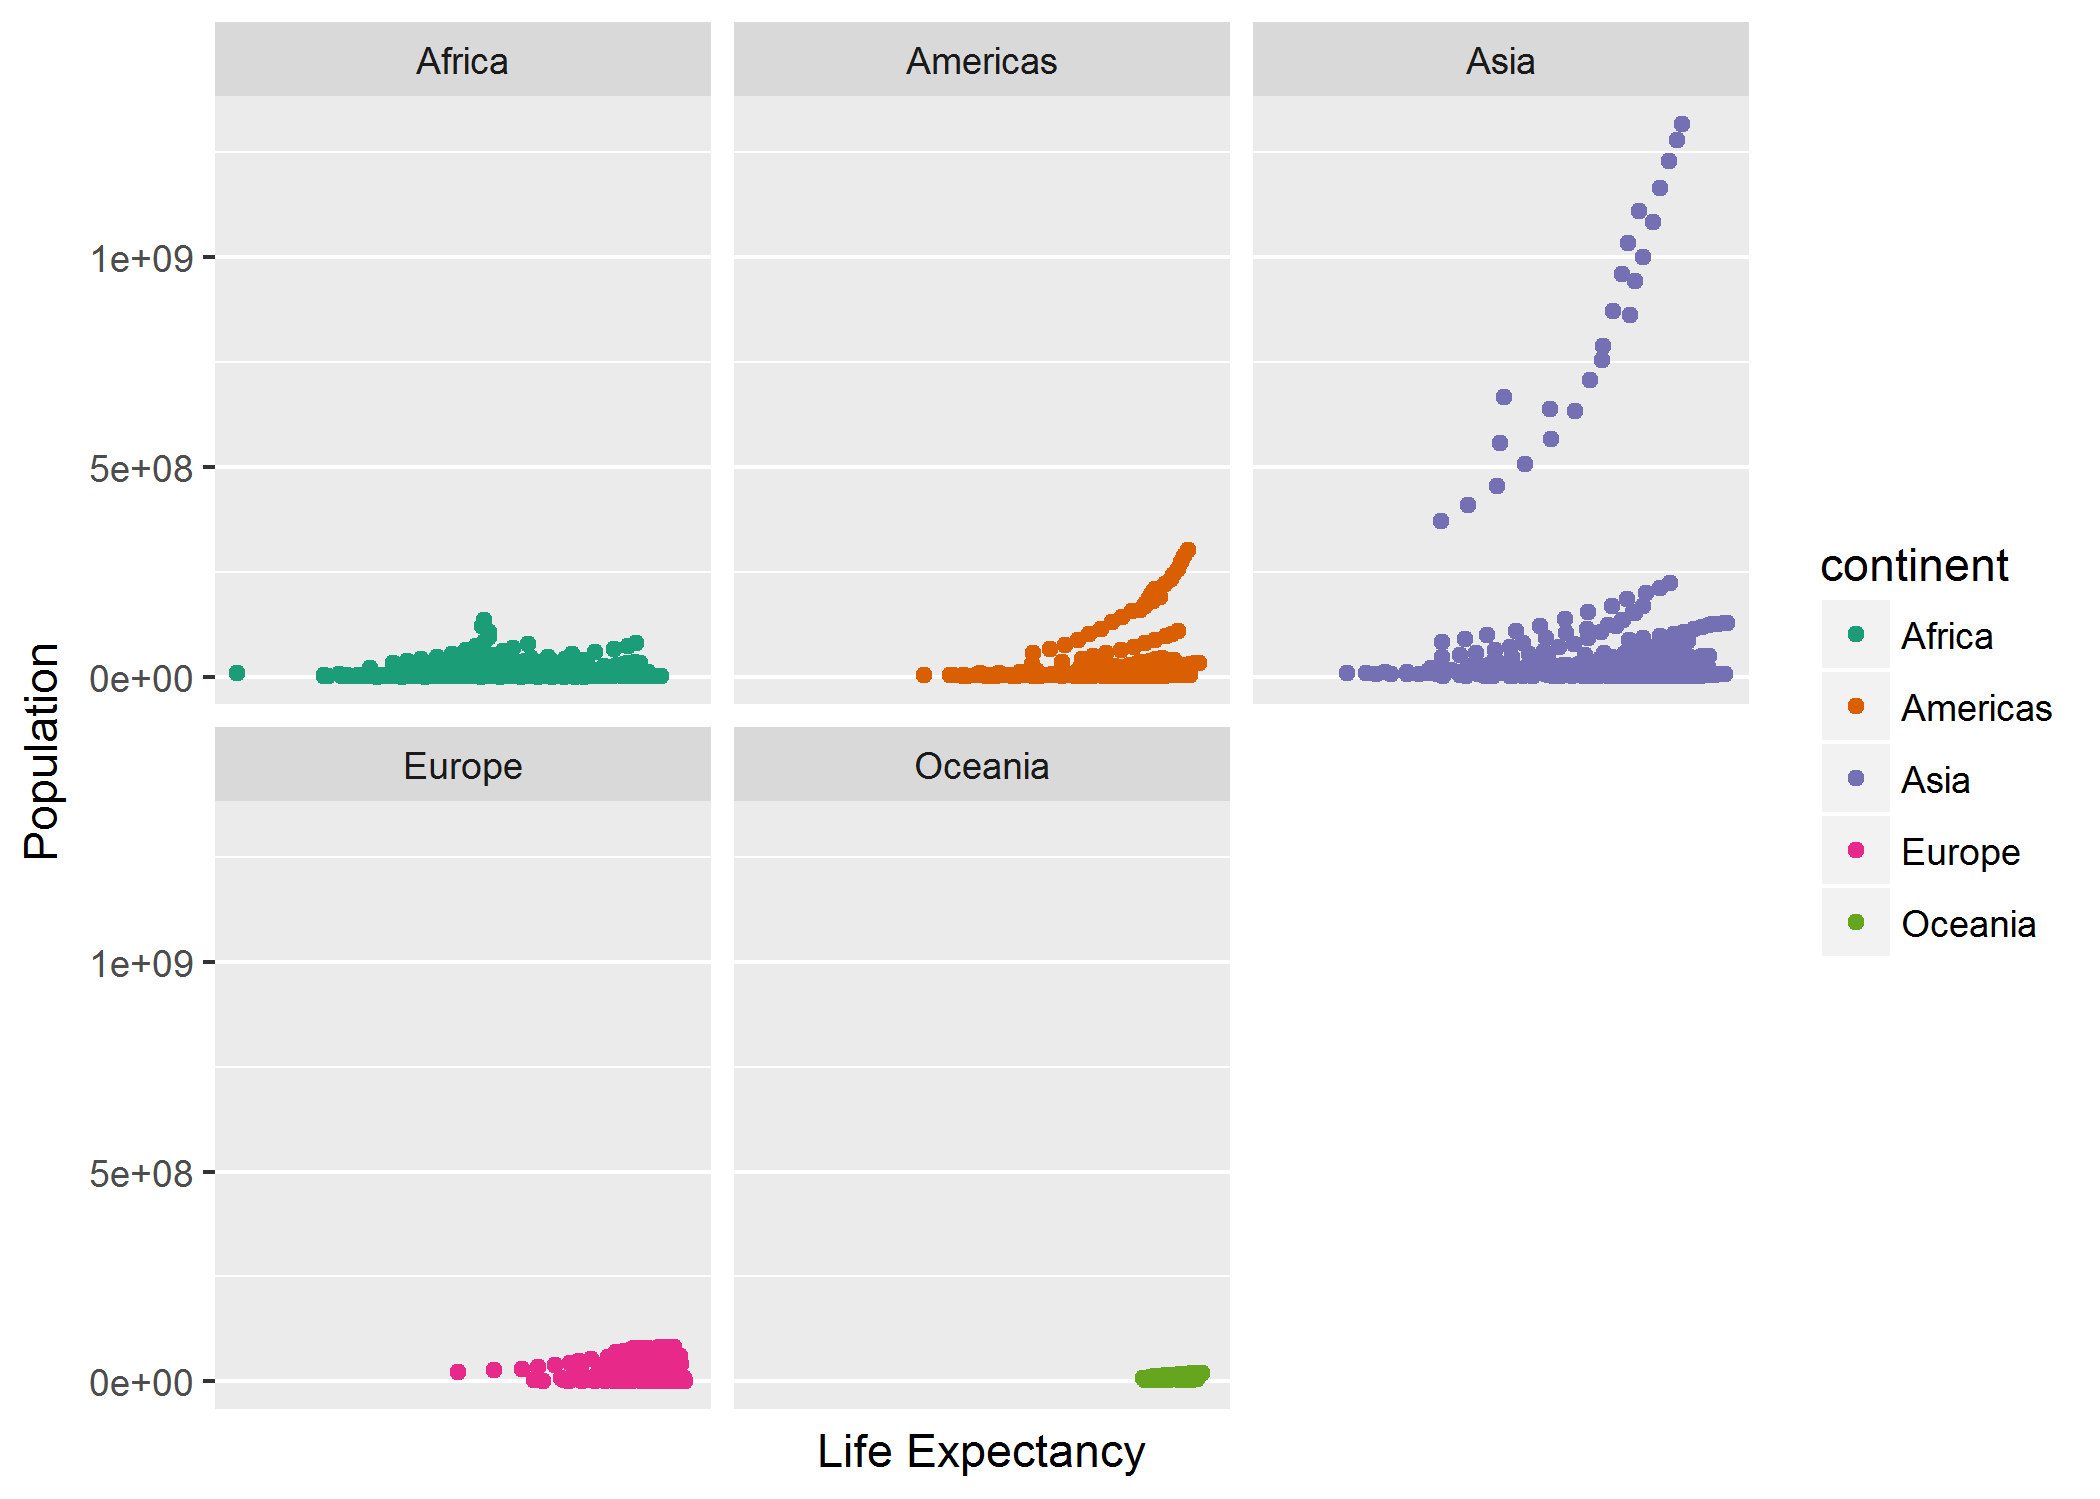 Africa
Americas
Asia
1e+09
5e+08
0e+00
Europe
Oceania
1e+09
5e+08
0e+00
Population
Life Expectancy
continent
Africa
Americas
Asia
Europe
Oceania